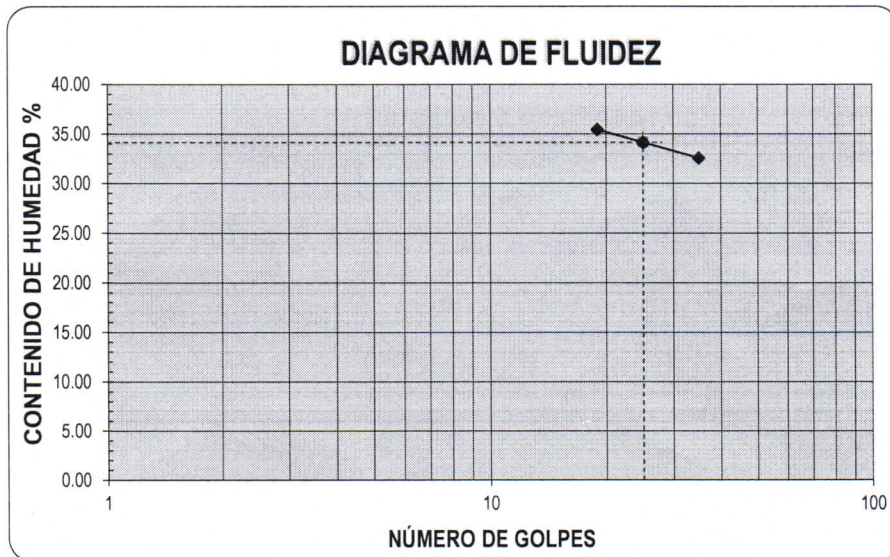 DIAGRAMA DE FLUIDEZ
CONTENIDO DE HUMEDAD %
40.00
35.00
30.00
25.00
20.00
15.00
10.00
5.00
0.00
1 10 100
NÚMERO DE GOLPES